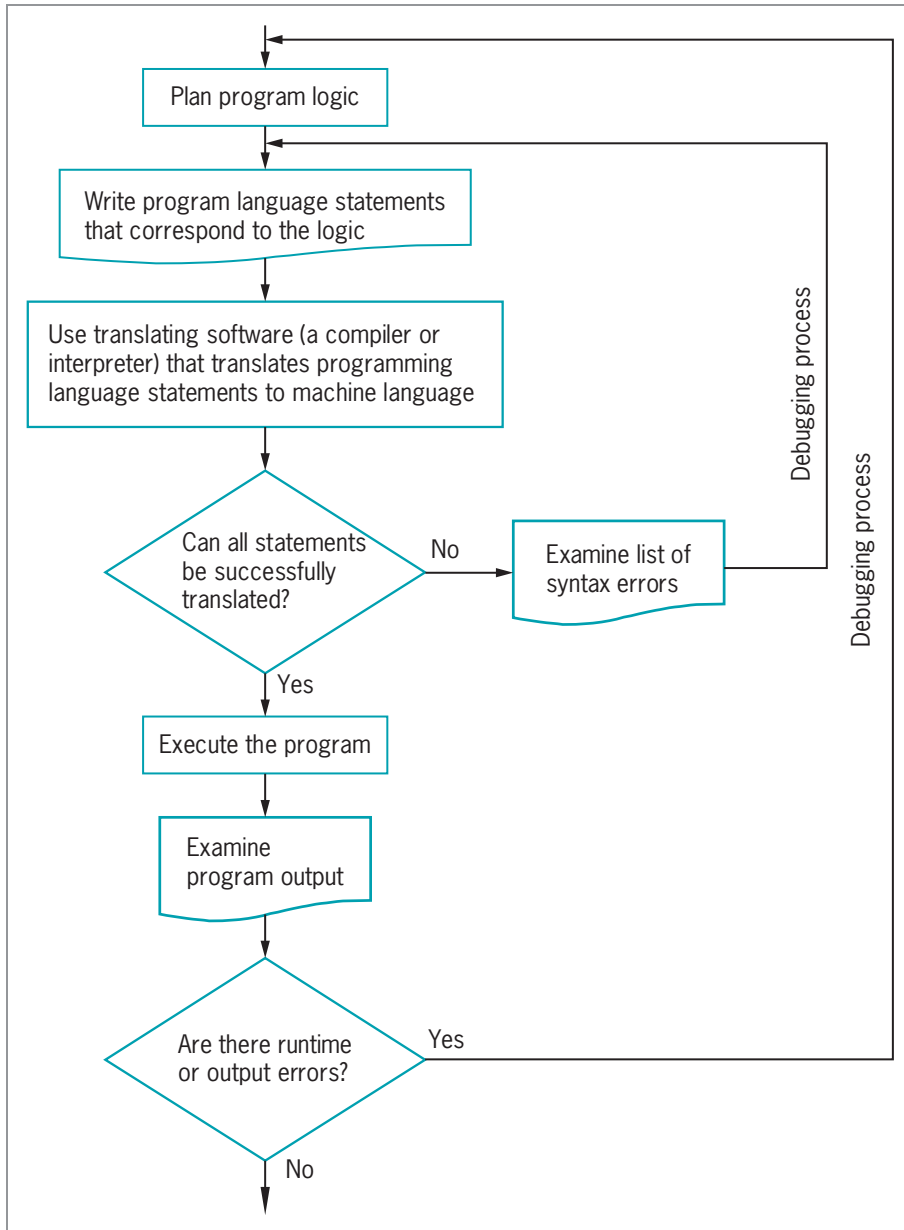 Plan program logic
Write program language statements
that correspond to the logic
Use translating software (a compiler or
interpreter) that translates programming
language statements to machine language
Debugging process
Debugging process
Can all statements
be successfully
translated?
No
Examine list of
syntax errors
Yes
Execute the program
Examine
program output
Are there runtime
or output errors?
Yes
No